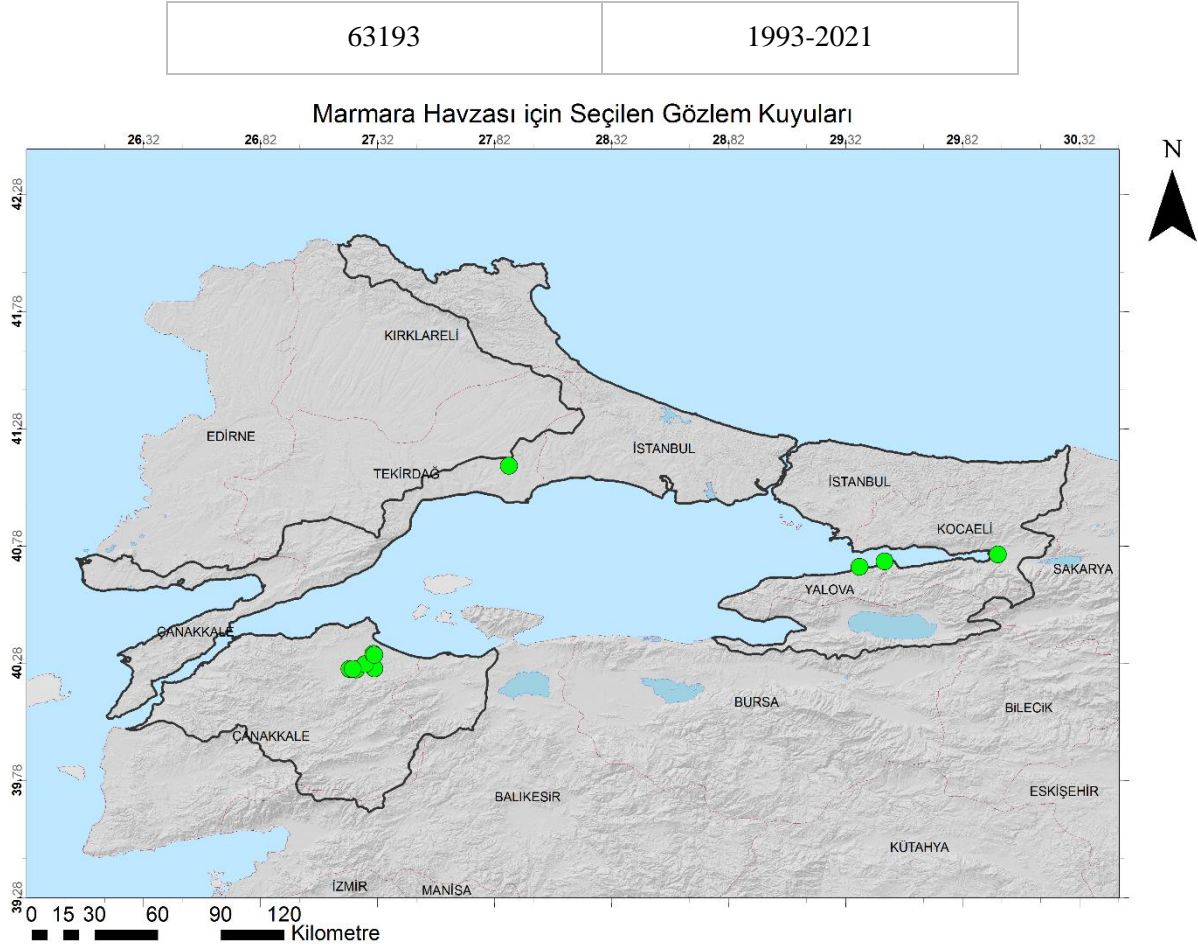 63193 1993-2021
Marmara Havzası için Seçilen Gözlem Kuyuları
26,32 26,82 27,32 27,82 28,32 28,82 29,32 29,82 30,32
N
42,28
41,78
41,28
40,78
40,28
39,78
39,28
KIRKLARELİ
EDİRNE
İSTANBUL
TEKİRDAĞ
İSTANBUL
KOCAELİ
SAKARYA
YALOVA
ÇANAKKALE
BURSA
BİLECİK
ÇANAKKALE
ESKİŞEHİR
BALIKEŞİR
KÜTAHYA
İZMİR
MANİSA
0 15 30 60 90 120
Kilometre